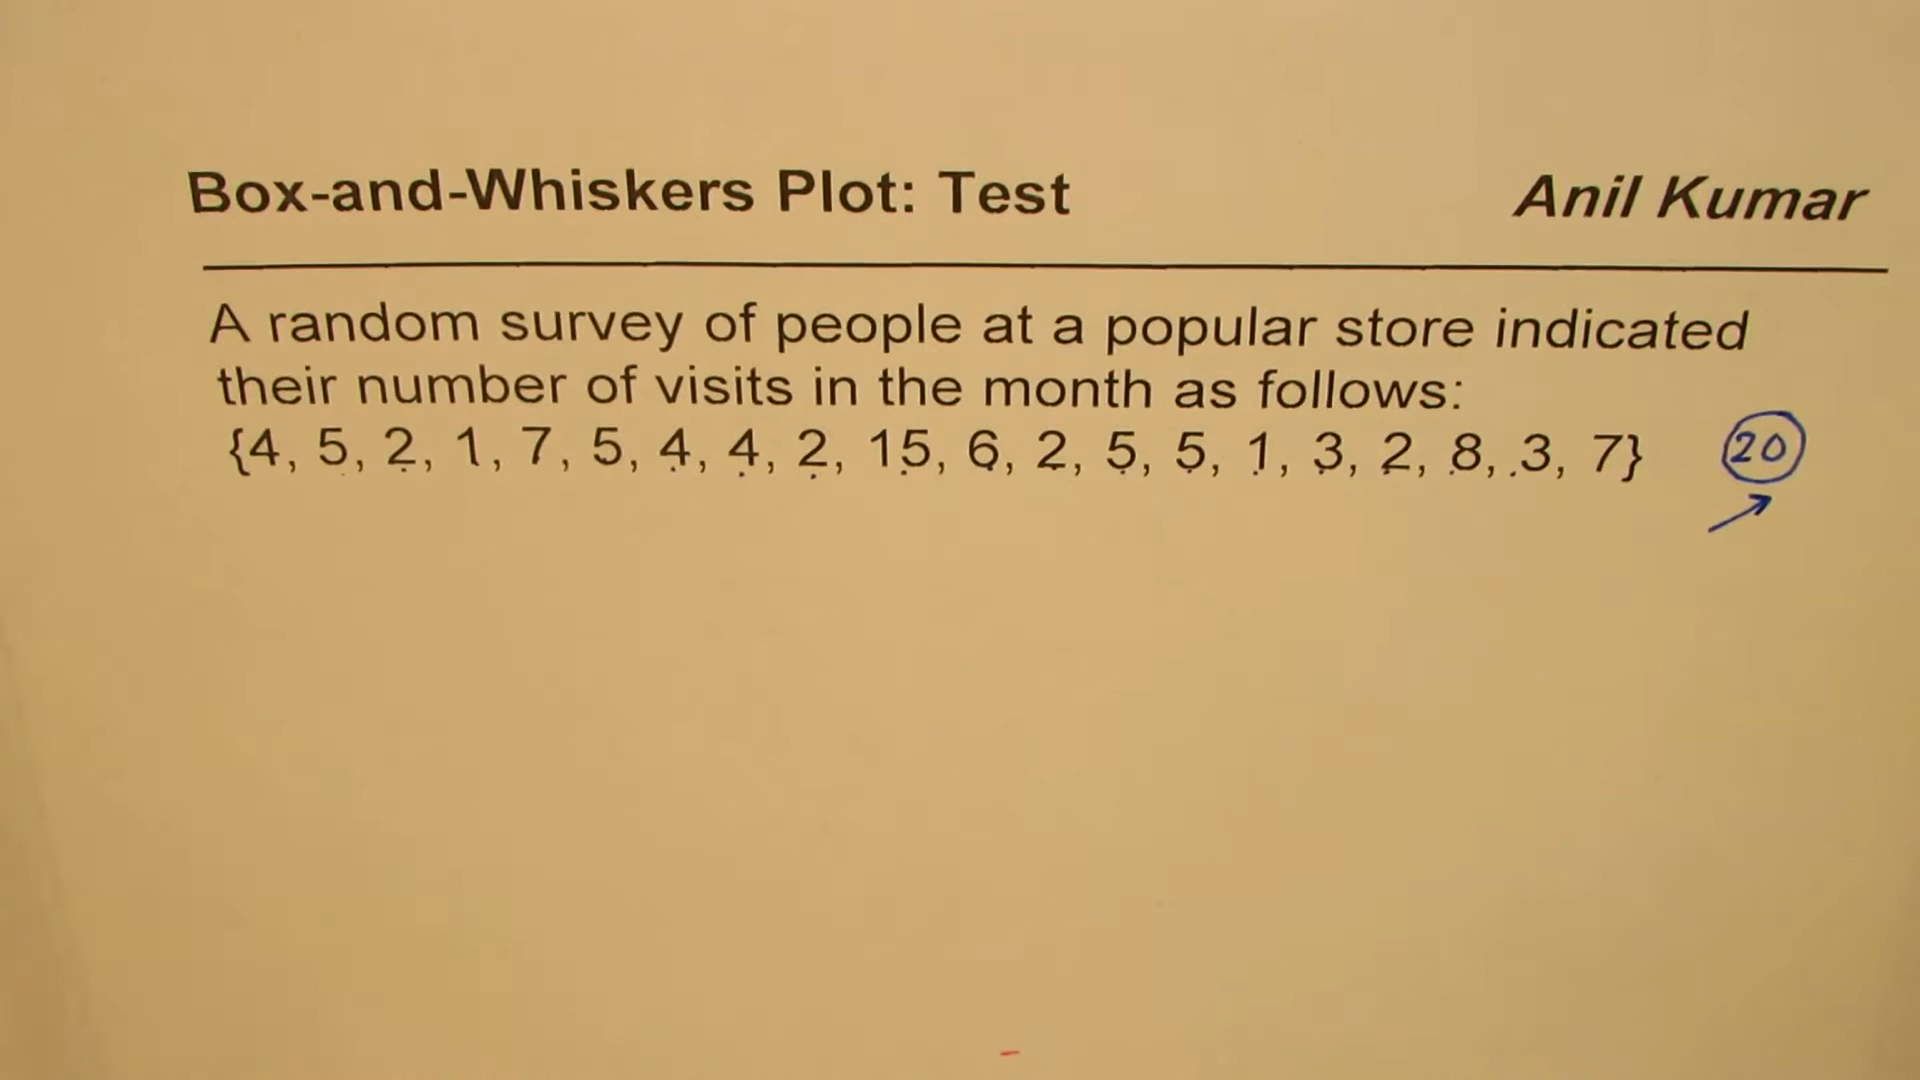 Box-and-Whiskers Plot: Test Anil Kumar
A random survey of people at a popular store indicated
their number of visits in the month as follows:
{4, 5, 2, 1, 7, 5, 4, 4, 2, 15, 6, 2, 5, 5, 1, 3, 2, 8, 3, 7} 20